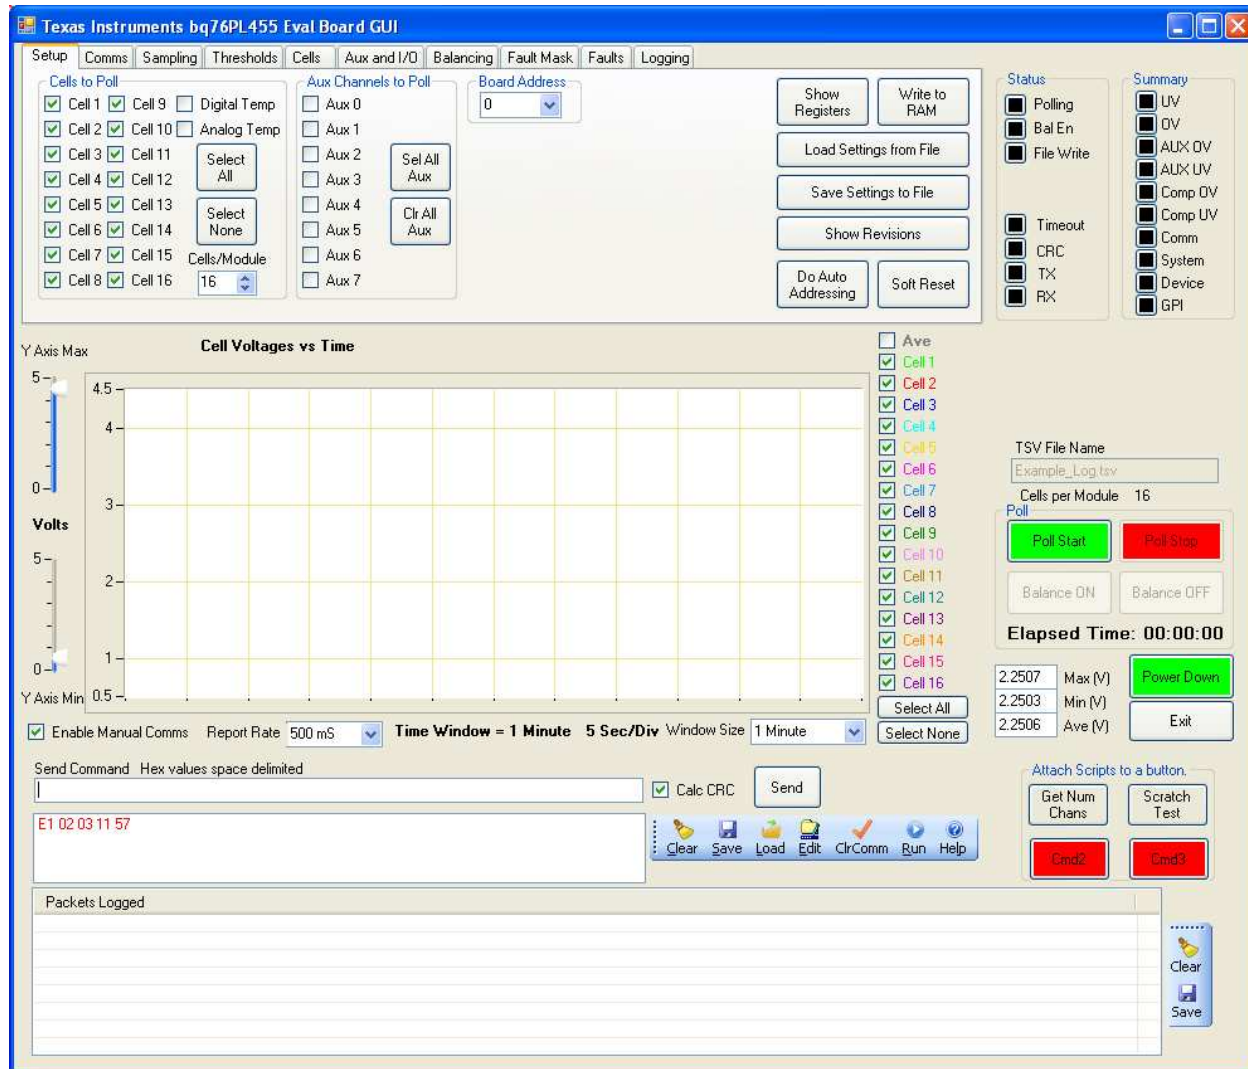 Texas Instruments bq76PL455 Eval Board GUI
Setup Comms Sampling Thresholds Cells Aux and I/O Balancing Fault Mask Faults Logging
Cells to Poll
Cell 1 Cell 9 Digital Temp
Cell 2 Cell 10 Analog Temp
Cell 3 Cell 11
Cell 4 Cell 12
Cell 5 Cell 13
Cell 6 Cell 14
Cell 7 Cell 15
Cell 8 Cell 16
Select
All
Select
None
Cells/Module
16
Aux Channels to Poll
Aux 0
Aux 1
Aux 2
Aux 3
Aux 4
Aux 5
Aux 6
Aux 7
Sel All
Aux
Clr All
Aux
Board Address
0
Show
Registers
Write to
RAM
Load Settings from File
Save Settings to File
Show Revisions
Do Auto
Addressing
Soft Reset
Status
Polling
Bal En
File Write
Timeout
CRC
TX
RX
Summary
UV
OV
AUX OV
AUX UV
Comp OV
Comp UV
Comm
System
Device
GPI
Y Axis Max
Cell Voltages vs Time
5
0
Volts
5
0
Y Axis Min
4.5
4
3
2
1
0.5
Ave
Cell 1
Cell 2
Cell 3
Cell 4
Cell 5
Cell 6
Cell 7
Cell 8
Cell 9
Cell 10
Cell 11
Cell 12
Cell 13
Cell 14
Cell 15
Cell 16
Select All
Select None
TSV File Name
Example_Log.tsv
Cells per Module 16
Poll
Poll Start Poll Stop
Balance ON Balance OFF
Elapsed Time: 00:00:00
2.2507 Max (V)
2.2503 Min (V)
2.2506 Ave (V)
Power Down
Exit
Enable Manual Comms Report Rate 500 mS Time Window = 1 Minute 5 Sec/Div Window Size 1 Minute
Send Command Hex values space delimited
Calc CRC Send
E1 02 03 11 57
Clear Save Load Edit ClrComm Run Help
Attach Scripts to a button.
Get Num
Chans
Scratch
Test
Cmd2 Cmd3
Packets Logged
Clear
Save